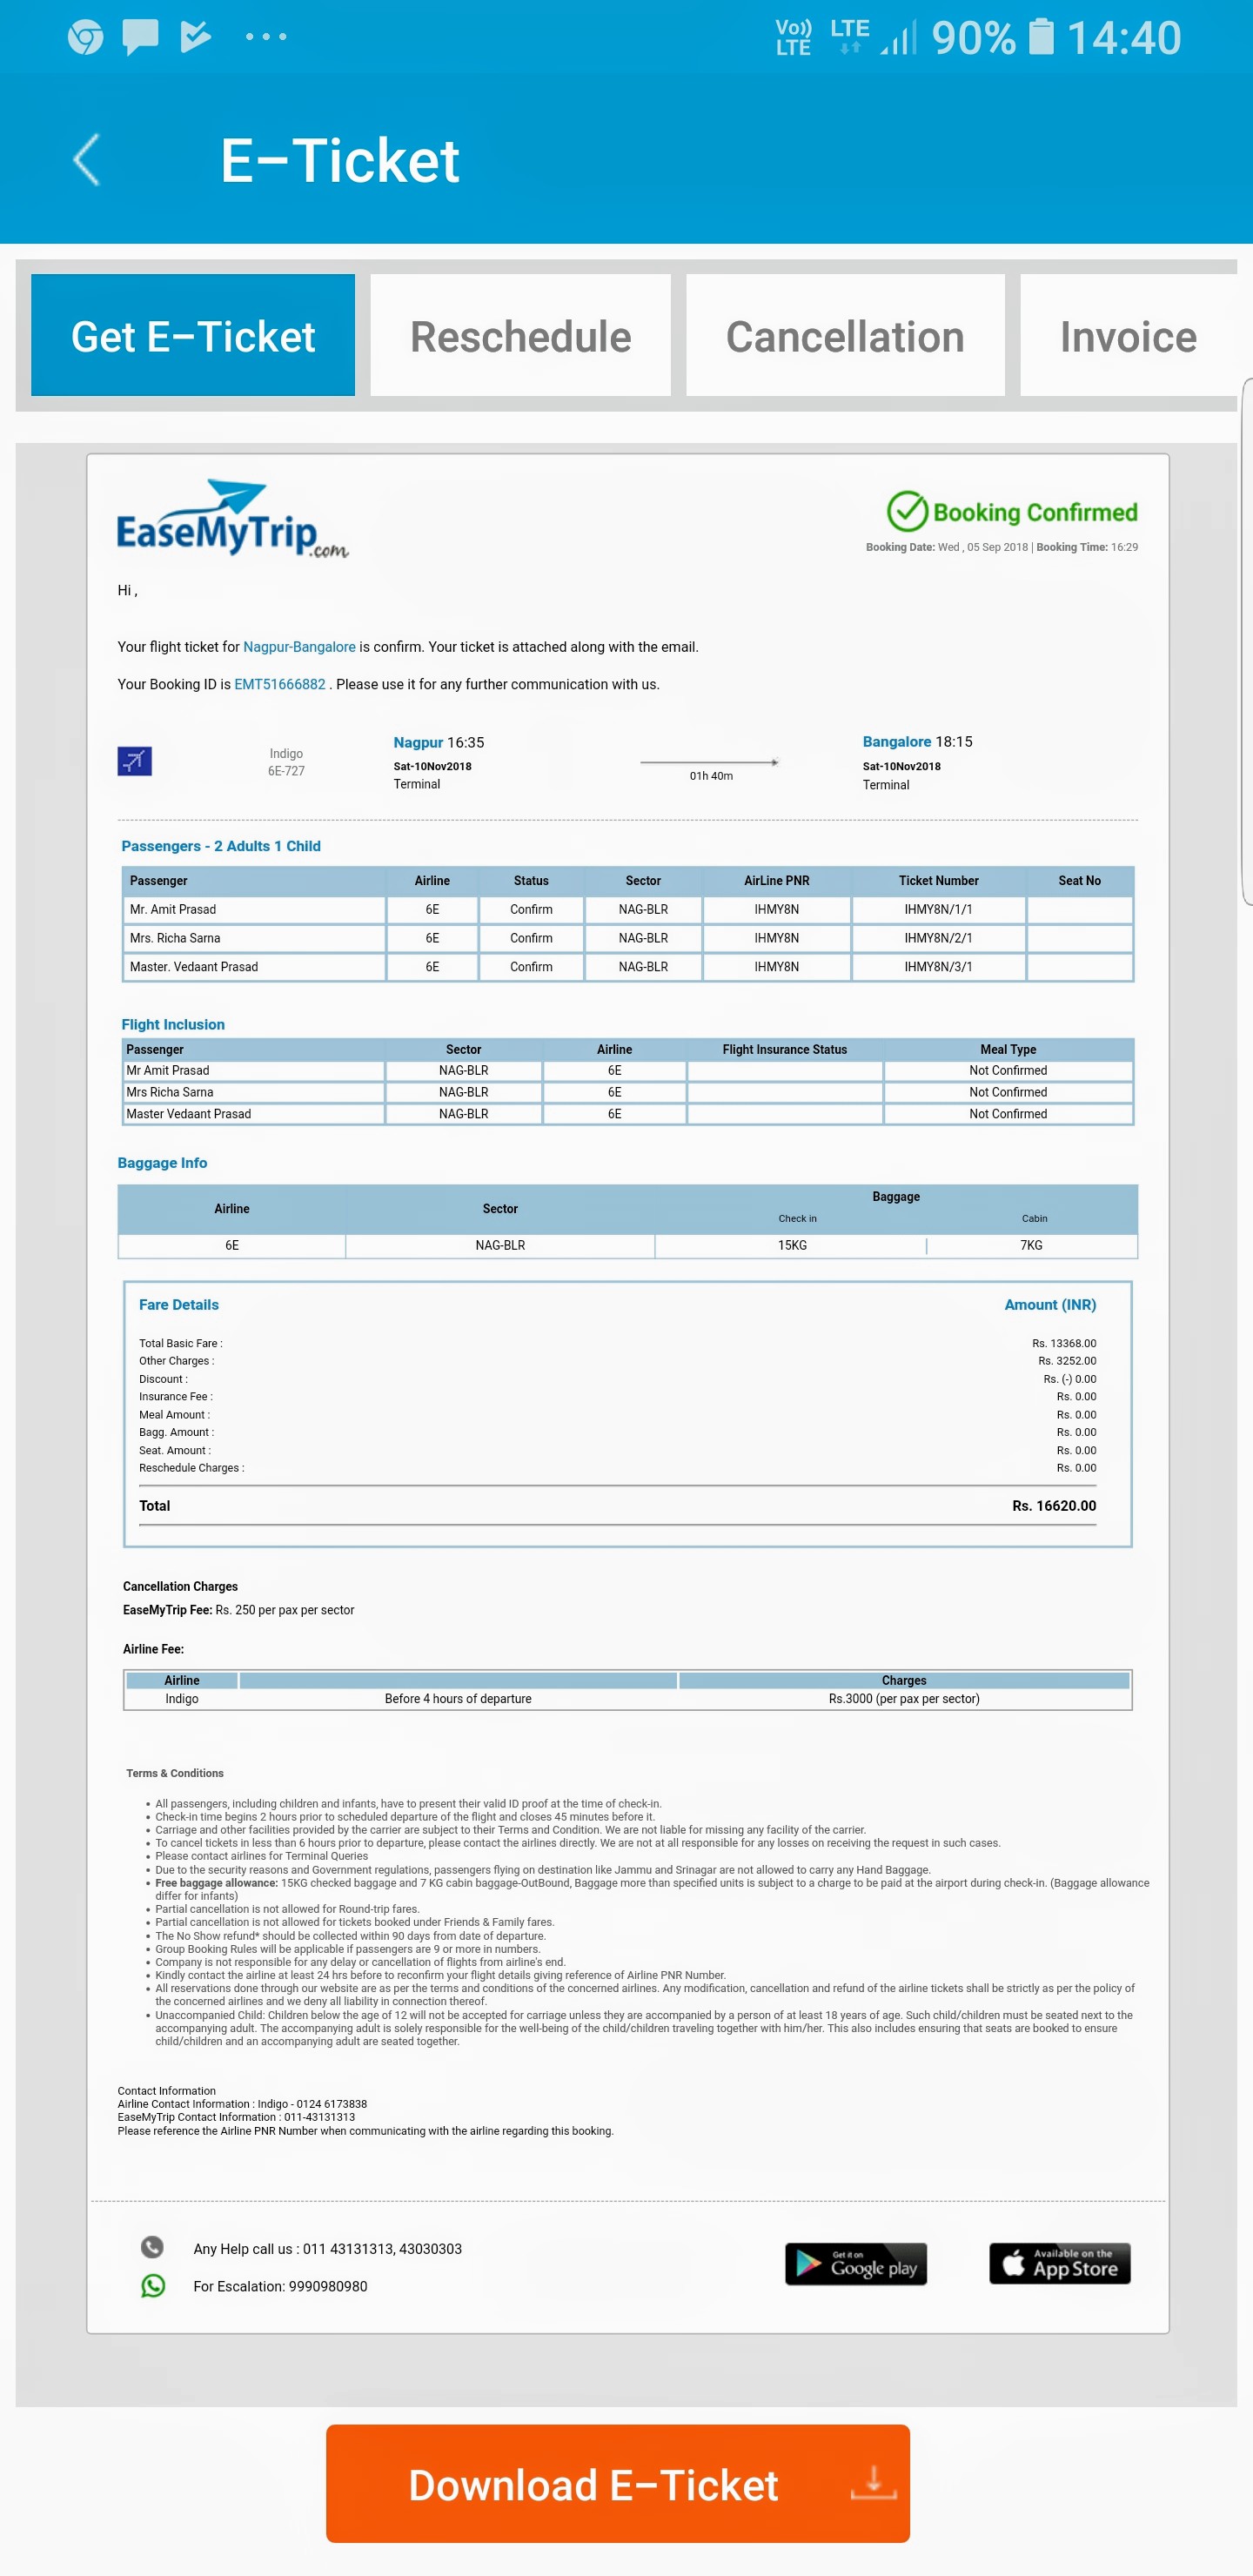 Vo)) LTE LTE 90% 14:40
E-Ticket
Get E-Ticket Reschedule Cancellation Invoice
EaseMyTrip.com
Booking Confirmed
Booking Date: Wed , 05 Sep 2018 | Booking Time: 16:29
Hi ,
Your flight ticket for Nagpur-Bangalore is confirm. Your ticket is attached along with the email.
Your Booking ID is EMT51666882 . Please use it for any further communication with us.
Indigo
6E-727
Nagpur 16:35
Sat-10Nov2018
Terminal
01h 40m
Bangalore 18:15
Sat-10Nov2018
Terminal
Passengers - 2 Adults 1 Child
Passenger Airline Status Sector AirLine PNR Ticket Number Seat No
Mr. Amit Prasad 6E Confirm NAG-BLR IHMY8N IHMY8N/1/1
Mrs. Richa Sarna 6E Confirm NAG-BLR IHMY8N IHMY8N/2/1
Master. Vedaant Prasad 6E Confirm NAG-BLR IHMY8N IHMY8N/3/1
Flight Inclusion
Passenger Sector Airline Flight Insurance Status Meal Type
Mr Amit Prasad NAG-BLR 6E Not Confirmed
Mrs Richa Sarna NAG-BLR 6E Not Confirmed
Master Vedaant Prasad NAG-BLR 6E Not Confirmed
Baggage Info
Airline Sector Baggage
Check in Cabin
6E NAG-BLR 15KG 7KG
Fare Details Amount (INR)
Total Basic Fare : Rs. 13368.00
Other Charges : Rs. 3252.00
Discount : Rs. (-) 0.00
Insurance Fee : Rs. 0.00
Meal Amount : Rs. 0.00
Bagg. Amount : Rs. 0.00
Seat. Amount : Rs. 0.00
Reschedule Charges : Rs. 0.00
Total Rs. 16620.00
Cancellation Charges
EaseMyTrip Fee: Rs. 250 per pax per sector
Airline Fee:
Airline Charges
Indigo Before 4 hours of departure Rs.3000 (per pax per sector)
Terms & Conditions
• All passengers, including children and infants, have to present their valid ID proof at the time of check-in.
• Check-in time begins 2 hours prior to scheduled departure of the flight and closes 45 minutes before it.
• Carriage and other facilities provided by the carrier are subject to their Terms and Condition. We are not liable for missing any facility of the carrier.
• To cancel tickets in less than 6 hours prior to departure, please contact the airlines directly. We are not at all responsible for any losses on receiving the request in such cases.
• Please contact airlines for Terminal Queries
• Due to the security reasons and Government regulations, passengers flying on destination like Jammu and Srinagar are not allowed to carry any Hand Baggage.
• Free baggage allowance: 15KG checked baggage and 7 KG cabin baggage-OutBound, Baggage more than specified units is subject to a charge to be paid at the airport during check-in. (Baggage allowance
differ for infants)
• Partial cancellation is not allowed for Round-trip fares.
• Partial cancellation is not allowed for tickets booked under Friends & Family fares.
• The No Show refund* should be collected within 90 days from date of departure.
• Group Booking Rules will be applicable if passengers are 9 or more in numbers.
• Company is not responsible for any delay or cancellation of flights from airline's end.
• Kindly contact the airline at least 24 hrs before to reconfirm your flight details giving reference of Airline PNR Number.
• All reservations done through our website are as per the terms and conditions of the concerned airlines. Any modification, cancellation and refund of the airline tickets shall be strictly as per the policy of
the concerned airlines and we deny all liability in connection thereof.
• Unaccompanied Child: Children below the age of 12 will not be accepted for carriage unless they are accompanied by a person of at least 18 years of age. Such child/children must be seated next to the
accompanying adult. The accompanying adult is solely responsible for the well-being of the child/children traveling together with him/her. This also includes ensuring that seats are booked to ensure
child/children and an accompanying adult are seated together.
Contact Information
Airline Contact Information : Indigo - 0124 6173838
EaseMyTrip Contact Information : 011-43131313
Please reference the Airline PNR Number when communicating with the airline regarding this booking.
Any Help call us : 011 43131313, 43030303
For Escalation: 9990980980
Get it on
Google play
Available on the
App Store
Download E-Ticket